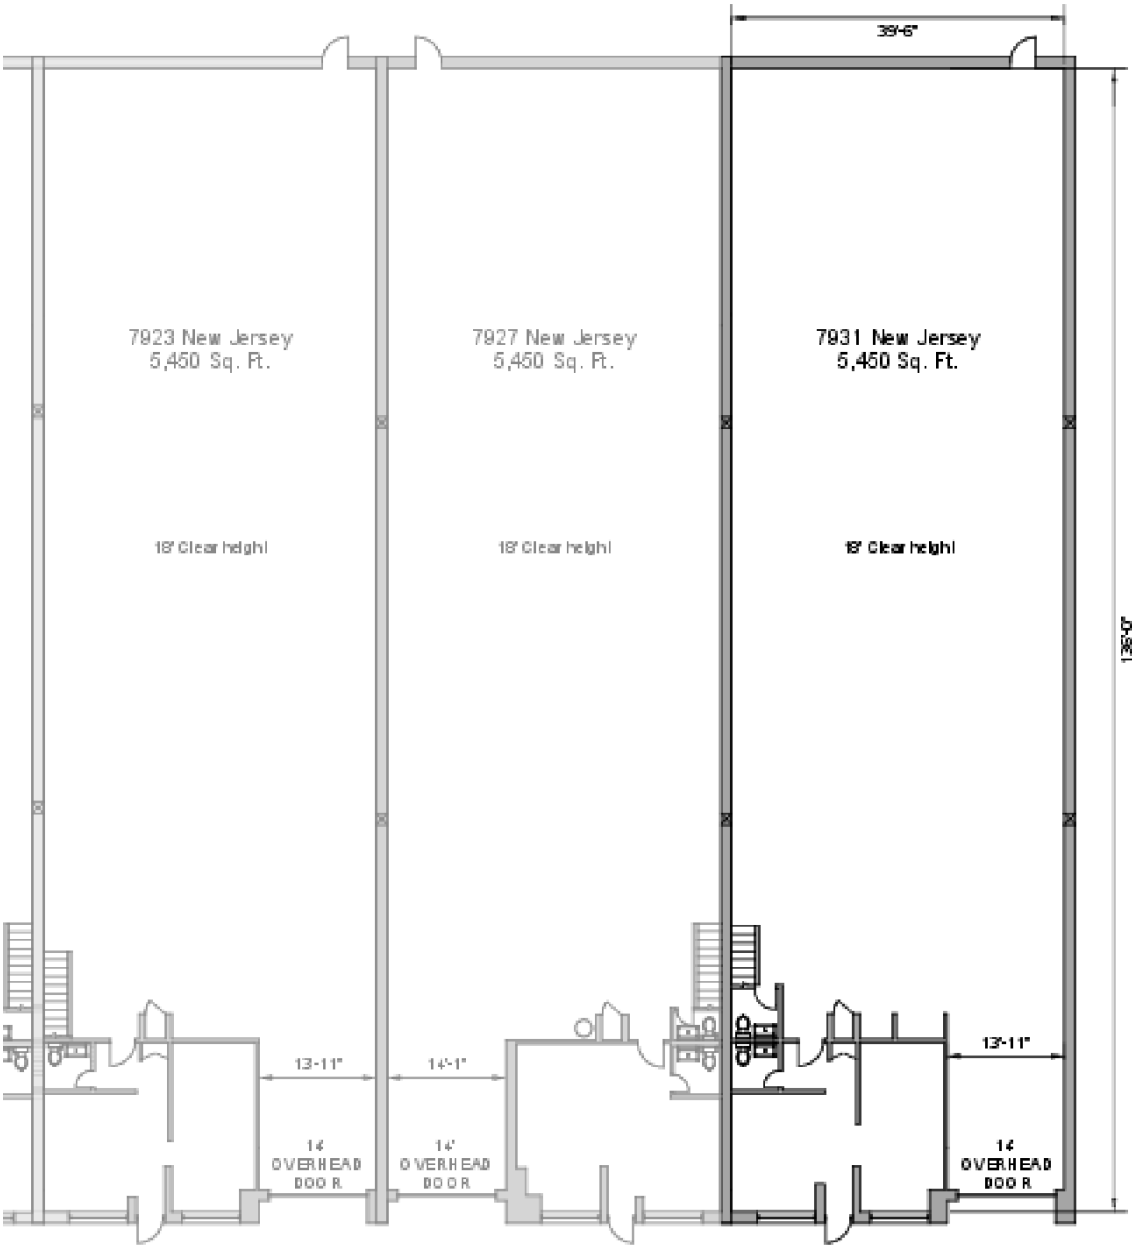 39'-6"
7923 New Jersey
5,450 Sq. Ft.
7927 New Jersey
5,450 Sq. Ft.
7931 New Jersey
5,450 Sq. Ft.
18' Clear height
18' Clear height
18' Clear height
136'-0"
13'-11"
14'-1"
13'-11"
14'
OVERHEAD
DOOR
14'
OVERHEAD
DOOR
14'
OVERHEAD
DOOR